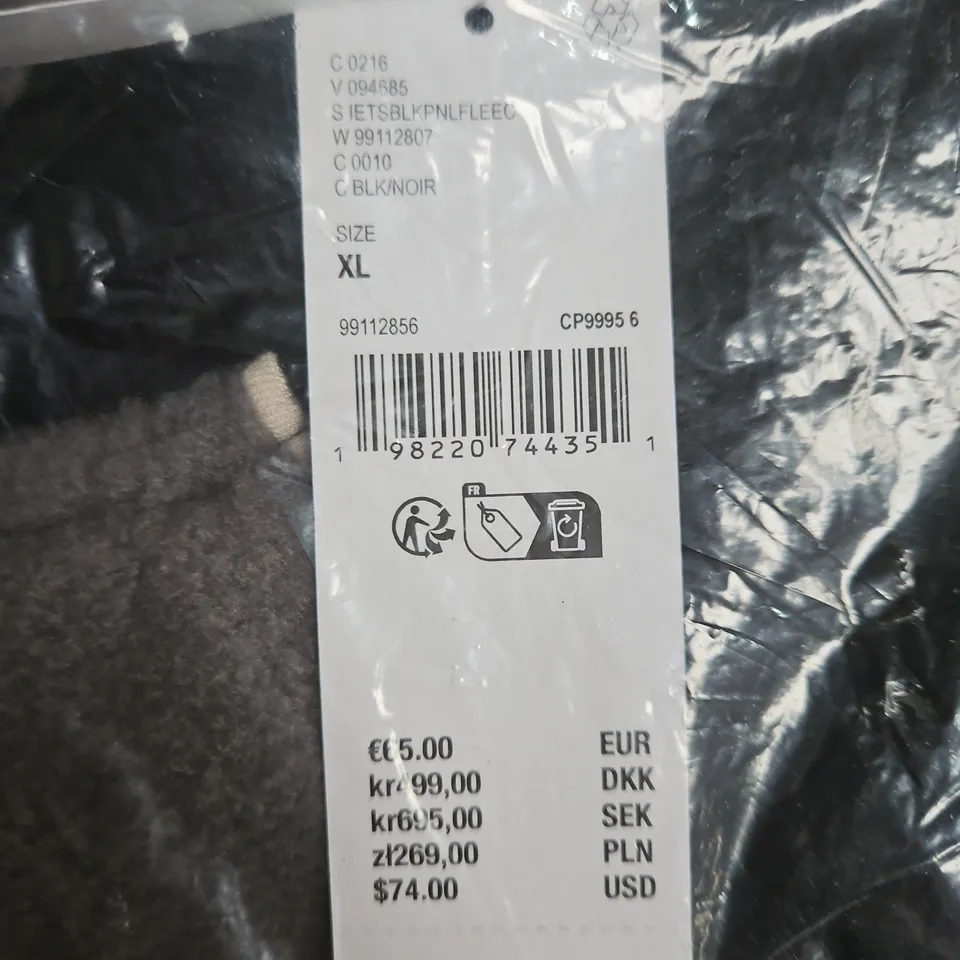 C 0216
V 094685
S IETSBLKPNLFLEEC
W 99112807
C 0010
C BLK/NOIR
SIZE
XL
99112856 CP9995 6
1 98220 74435 1
FR
€65.00 EUR
kr499,00 DKK
kr695,00 SEK
zł269,00 PLN
$74.00 USD